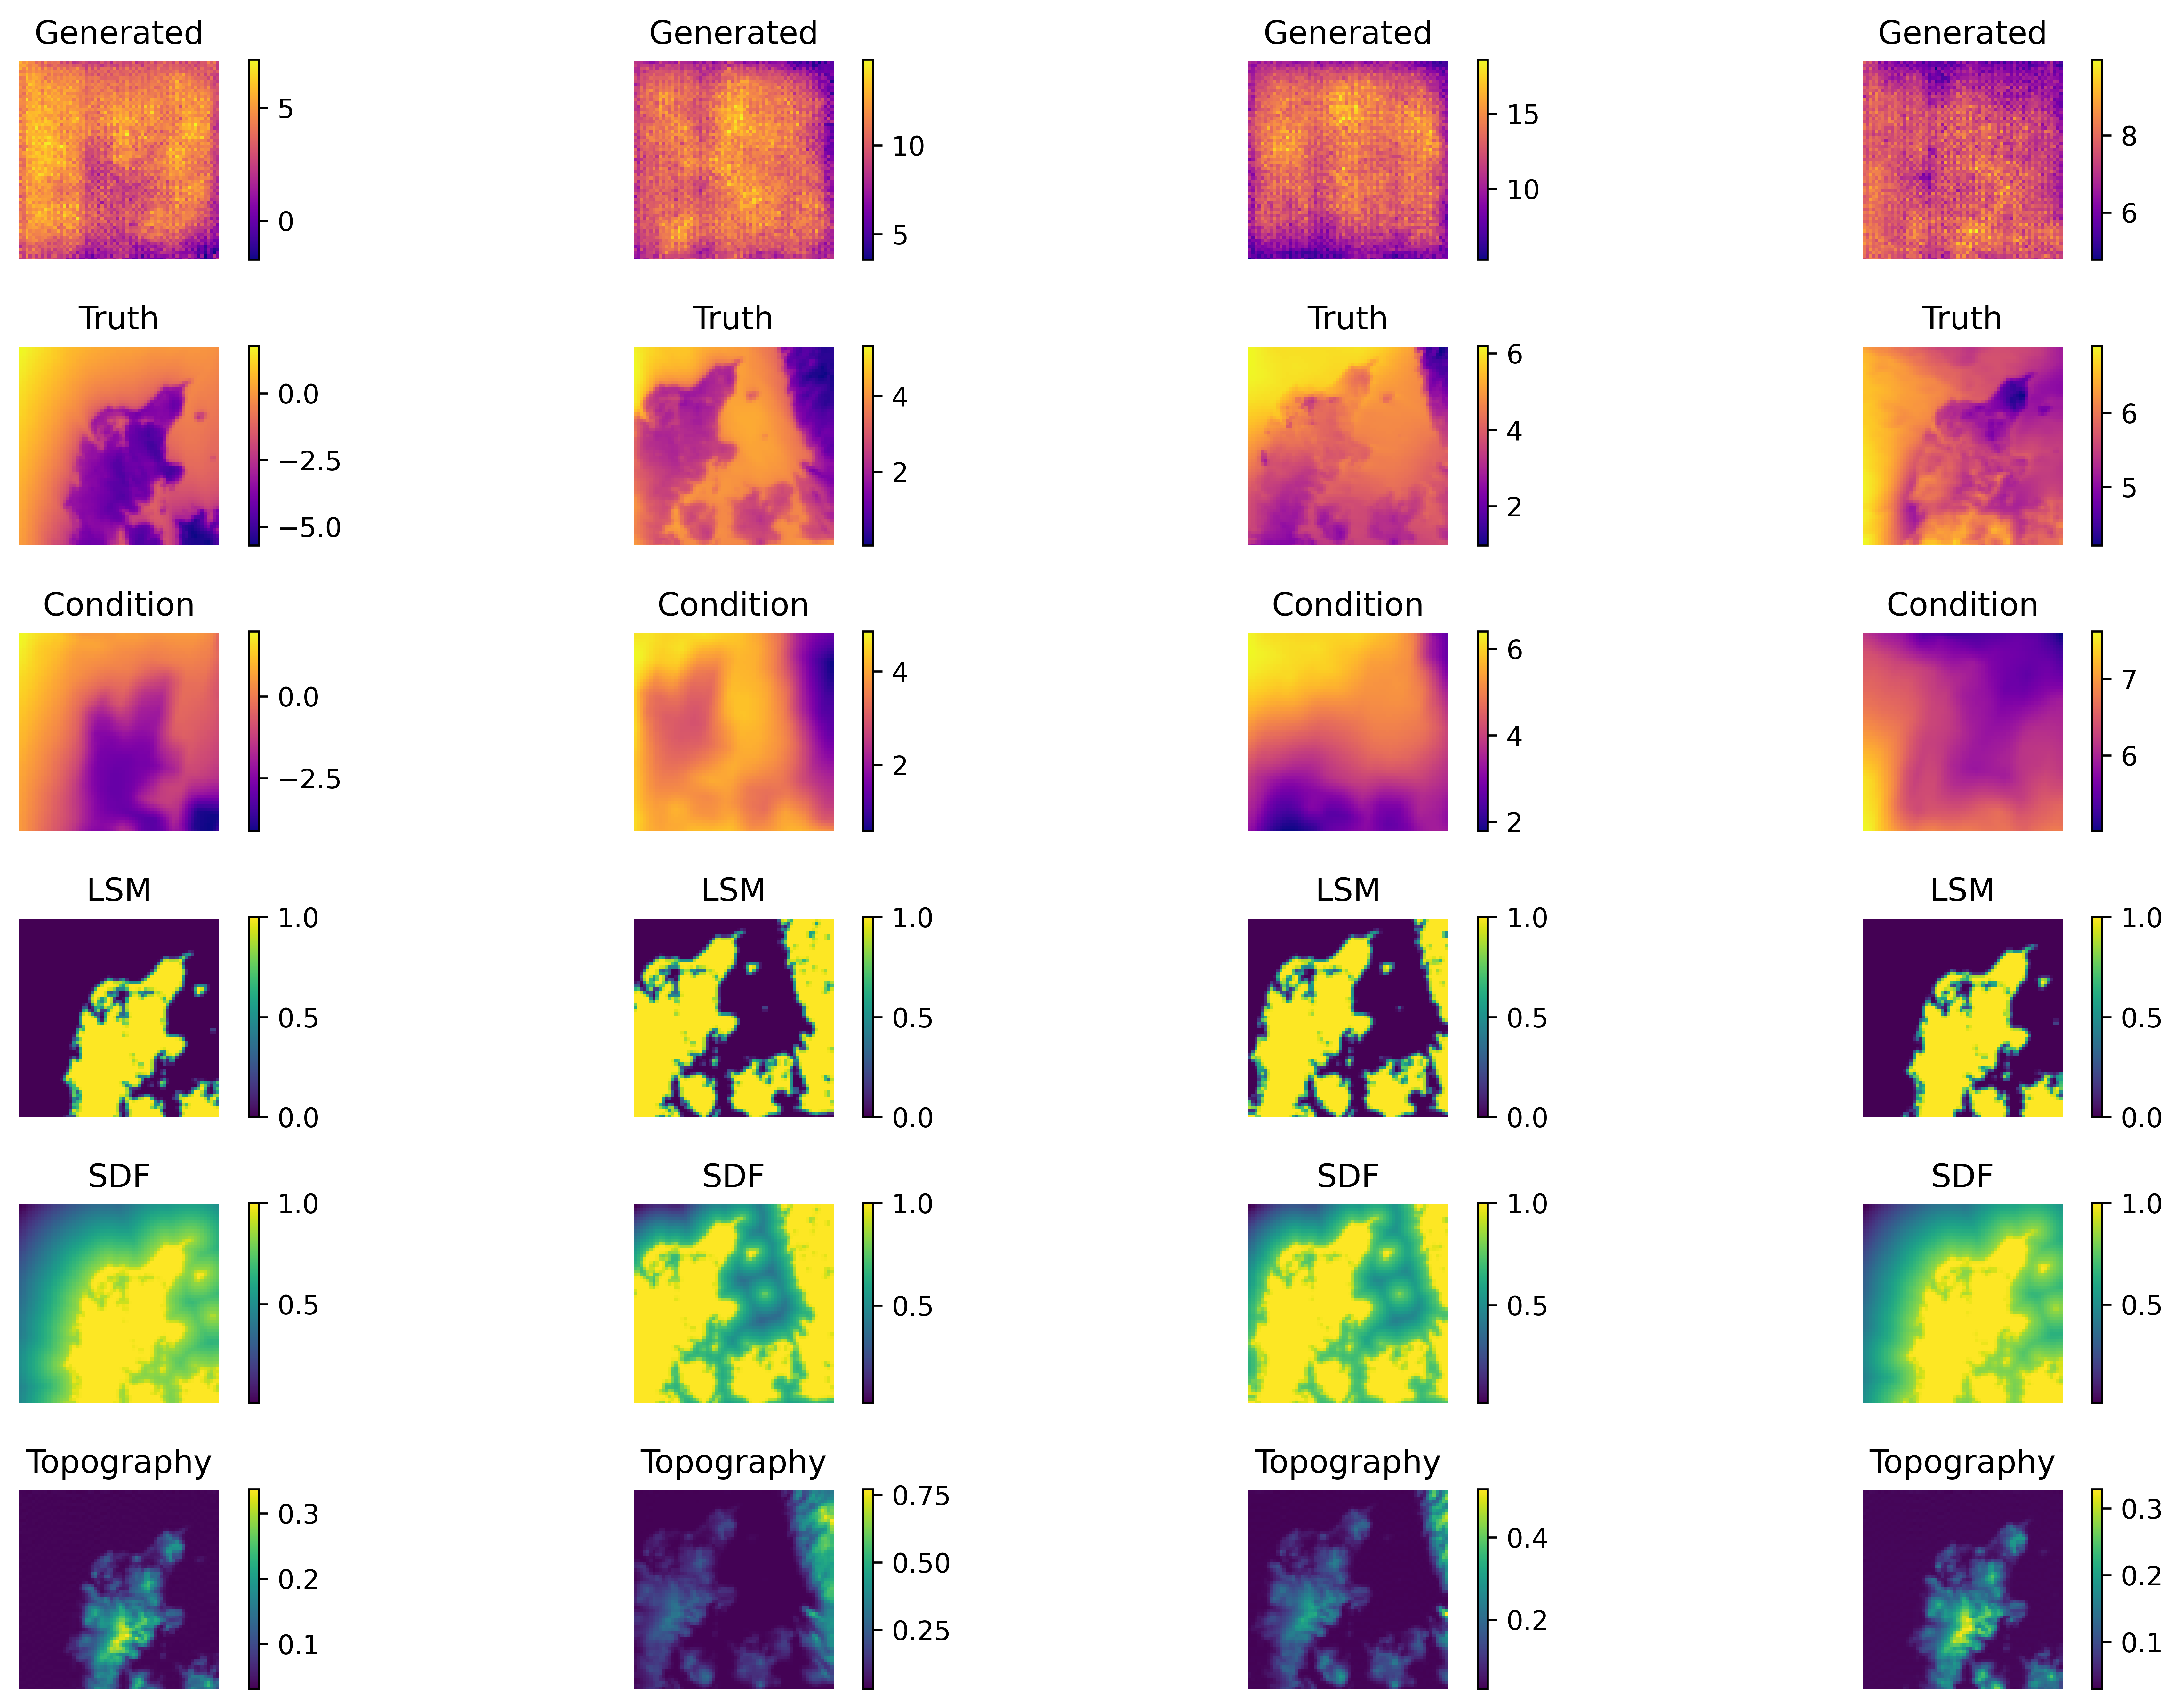 Generated Generated Generated Generated
5 10 15 8
0 5 10 6
Truth Truth Truth Truth
0.0 4 6 6
−2.5 2 4 5
−5.0 2
Condition Condition Condition Condition
0.0 4 6 7
−2.5 2 4 6
2
LSM LSM LSM LSM
1.0 1.0 1.0 1.0
0.5 0.5 0.5 0.5
0.0 0.0 0.0 0.0
SDF SDF SDF SDF
1.0 1.0 1.0 1.0
0.5 0.5 0.5 0.5
Topography Topography Topography Topography
0.3 0.75 0.4 0.3
0.2 0.50 0.2 0.2
0.1 0.25 0.1